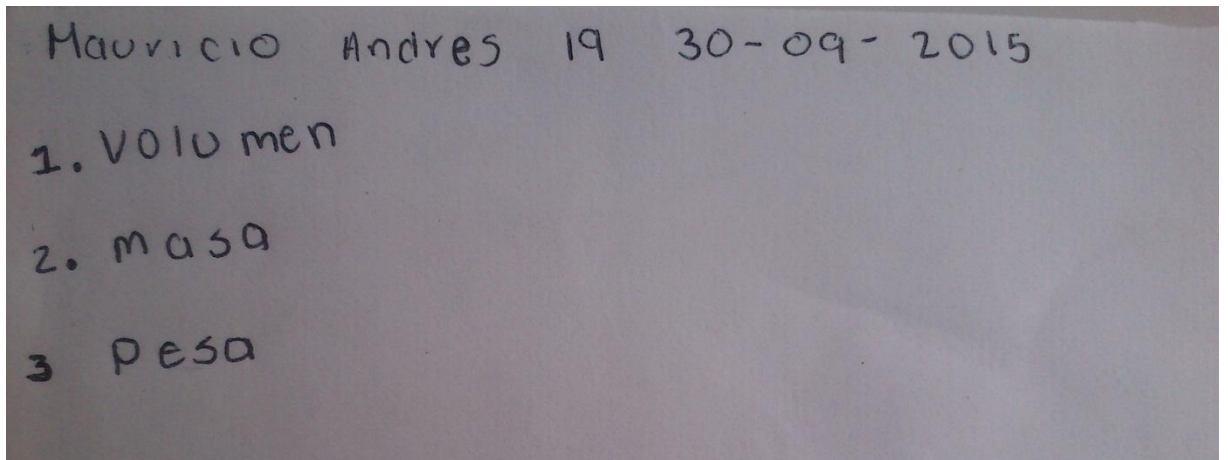 Mauricio Andres 19 30-09-2015
1. Volumen
2. masa
3 pesa